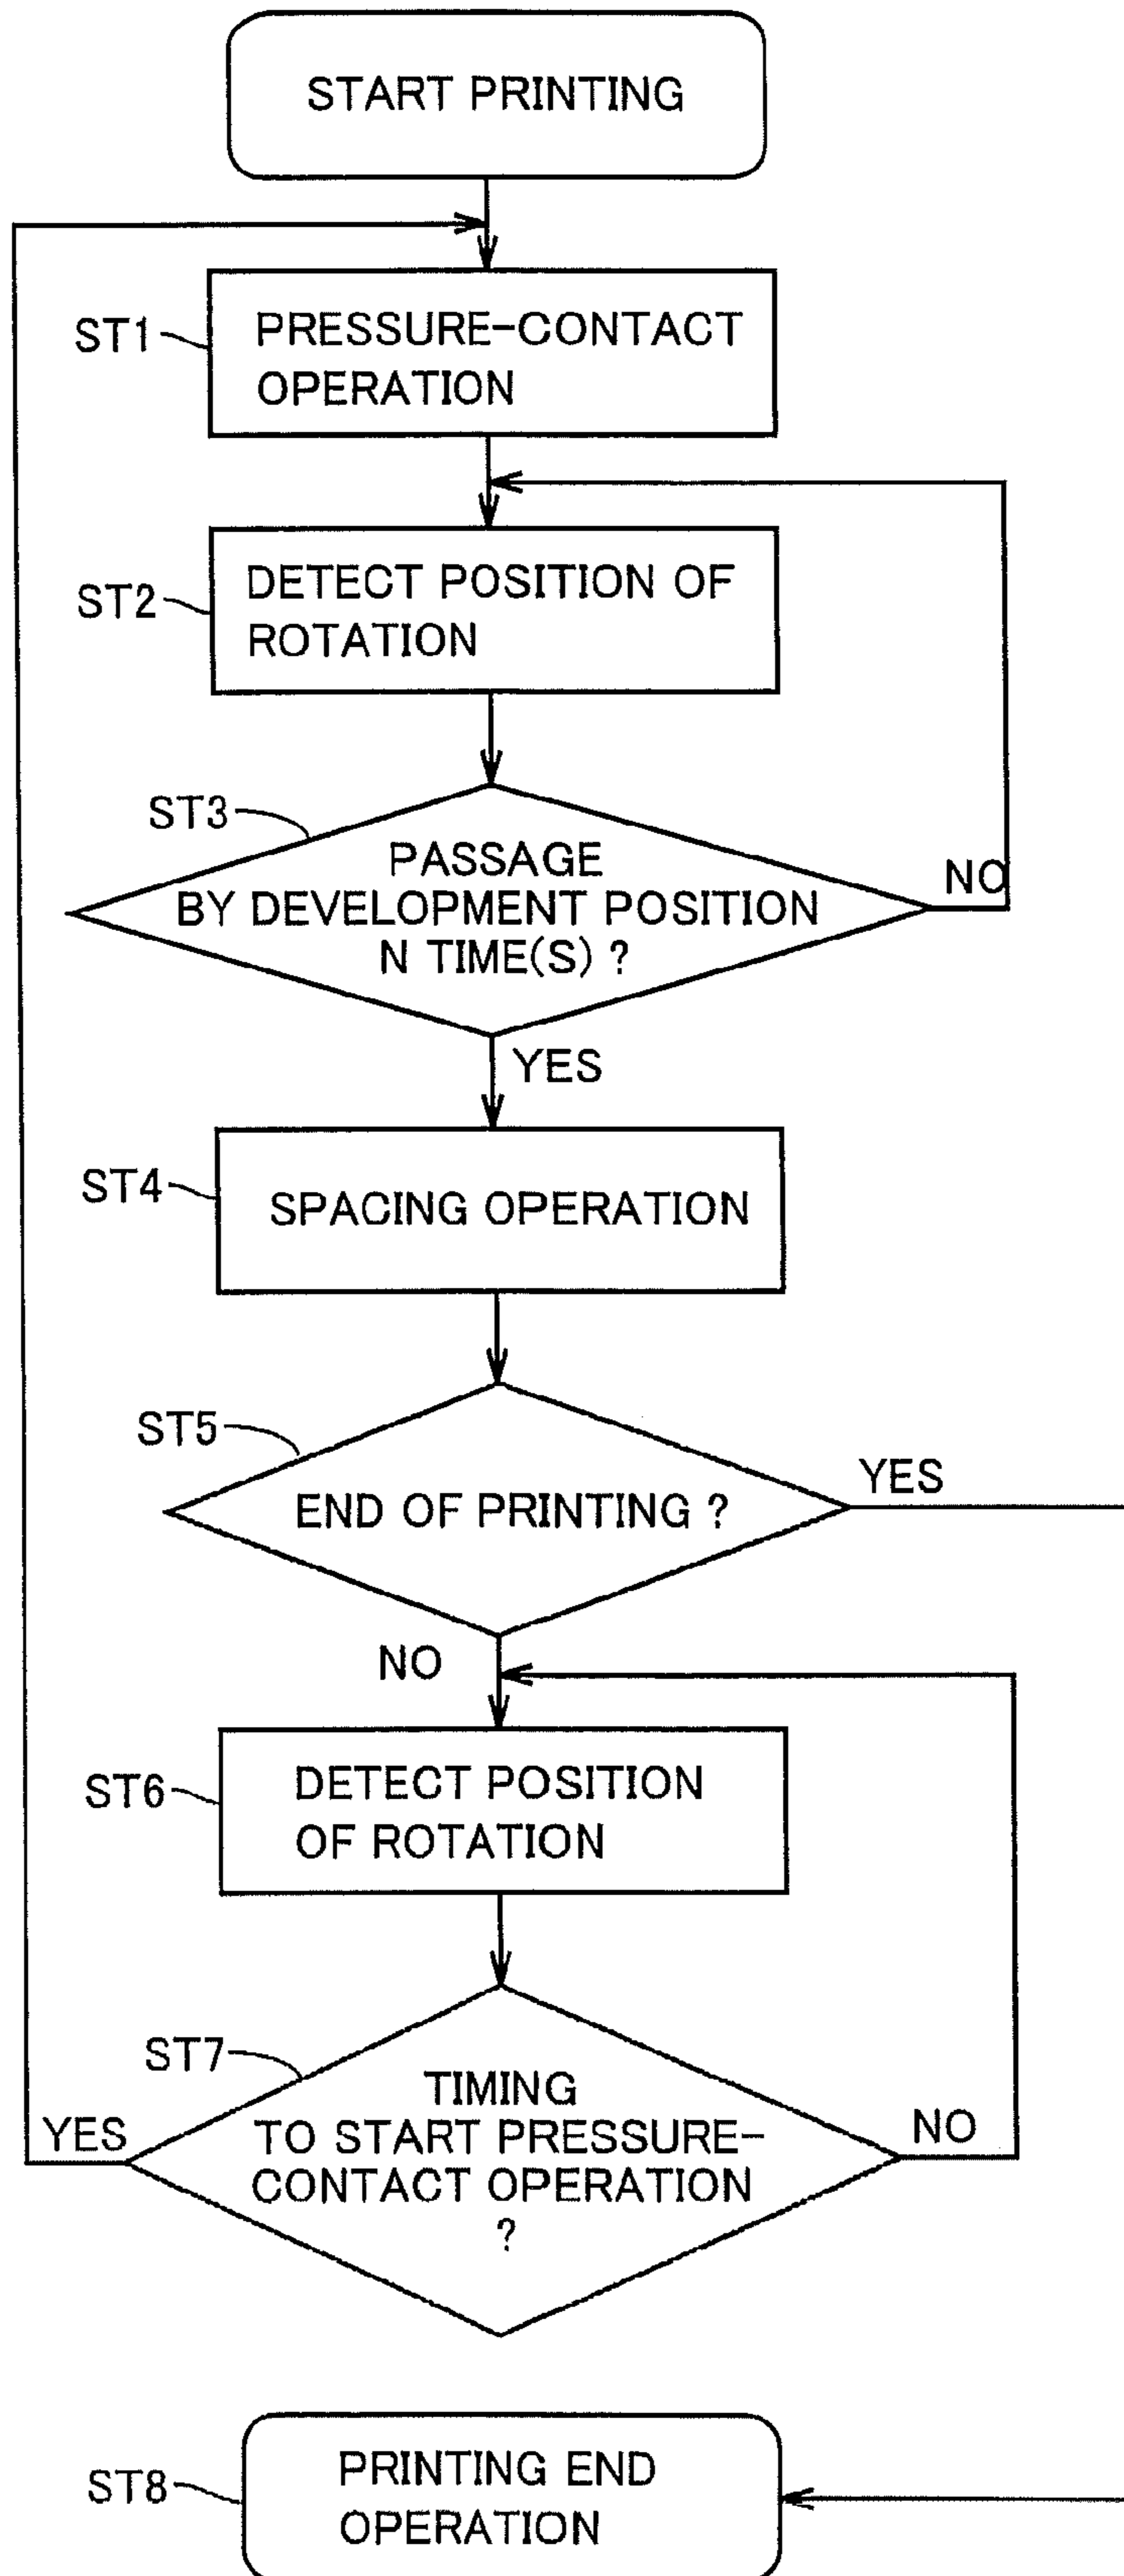 START PRINTING
ST1
PRESSURE-CONTACT
OPERATION
ST2
DETECT POSITION OF
ROTATION
ST3
PASSAGE
BY DEVELOPMENT POSITION
N TIME(S) ?
NO
YES
ST4
SPACING OPERATION
ST5
END OF PRINTING ?
YES
NO
ST6
DETECT POSITION
OF ROTATION
ST7
TIMING
TO START PRESSURE-
CONTACT OPERATION
?
YES
NO
ST8
PRINTING END
OPERATION